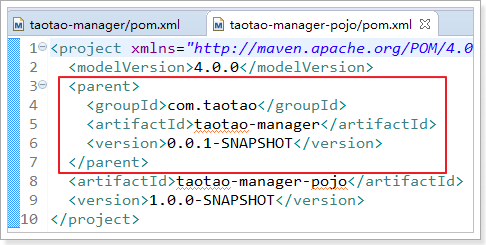 taotao-manager/pom.xml taotao-manager-pojo/pom.xml
1 <project xmlns="http://maven.apache.org/POM/4.0
2 <modelVersion>4.0.0</modelVersion>
3 <parent>
4 <groupId>com.taotao</groupId>
5 <artifactId>taotao-manager</artifactId>
6 <version>0.0.1-SNAPSHOT</version>
7 </parent>
8 <artifactId>taotao-manager-pojo</artifactId>
9 <version>1.0.0-SNAPSHOT</version>
10 </project>